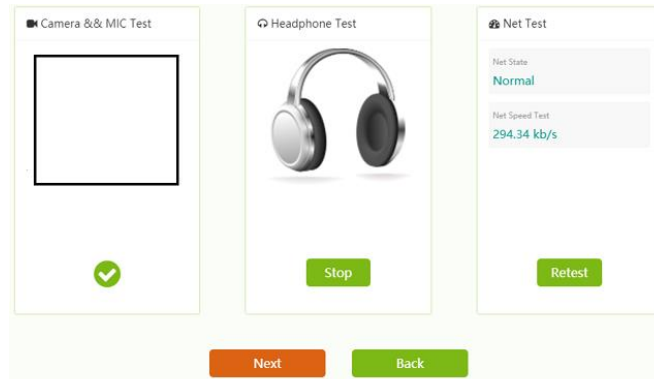 Camera && MIC Test
Headphone Test
Net Test
Net State
Normal
Net Speed Test
294.34 kb/s
Stop
Retest
Next
Back